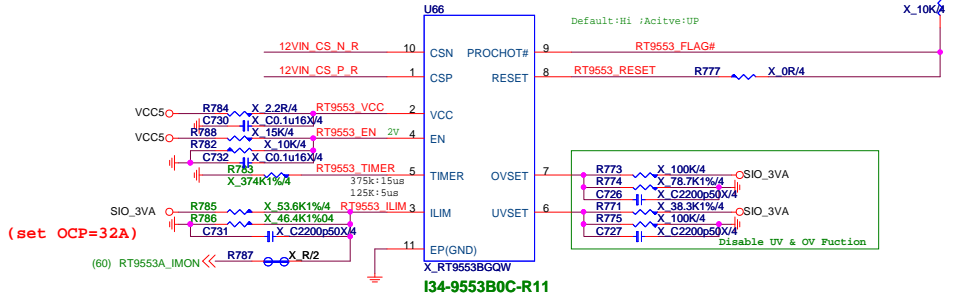 U66
X_10K/4
Default:Hi ;Acitve:UP
12VIN_CS_N_R 10 CSN PROCHOT# 9 RT9553_FLAG#
12VIN_CS_P_R 1 CSP RESET 8 RT9553_RESET R777 X_0R/4
VCC5 R784 X_2.2R/4 RT9553_VCC 2 VCC
C730 X_C0.1u16X/4
VCC5 R788 X_15K/4 RT9553_EN 2V 4 EN
R782 X_10K/4
C732 X_C0.1u16X/4
R783 RT9553_TIMER 5 TIMER OVSET 7 R773 X_100K/4 SIO_3VA
X_374K1%/4 375k:15us R774 X_78.7K1%/4
125K:5us C726 X_C2200p50X/4
SIO_3VA R785 X_53.6K1%/4 RT9553_ILIM 3 ILIM UVSET 6 R771 X_38.3K1%/4 SIO_3VA
R786 X_46.4K1%04 R775 X_100K/4
(set OCP=32A) C731 X_C2200p50X/4 C727 X_C2200p50X/4
Disable UV & OV Fuction
11 EP(GND)
(60) RT9553A_IMON R787 X_R/2
X_RT9553BGQW
I34-9553B0C-R11